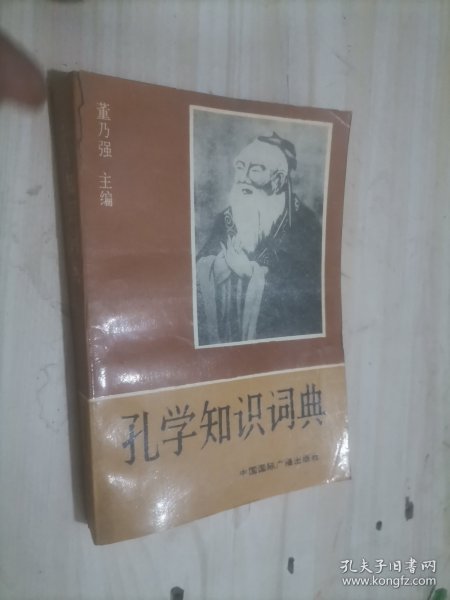 董乃强 主编
孔学知识词典
中国国际广播出版社
孔夫子旧书网
www.kongfz.com